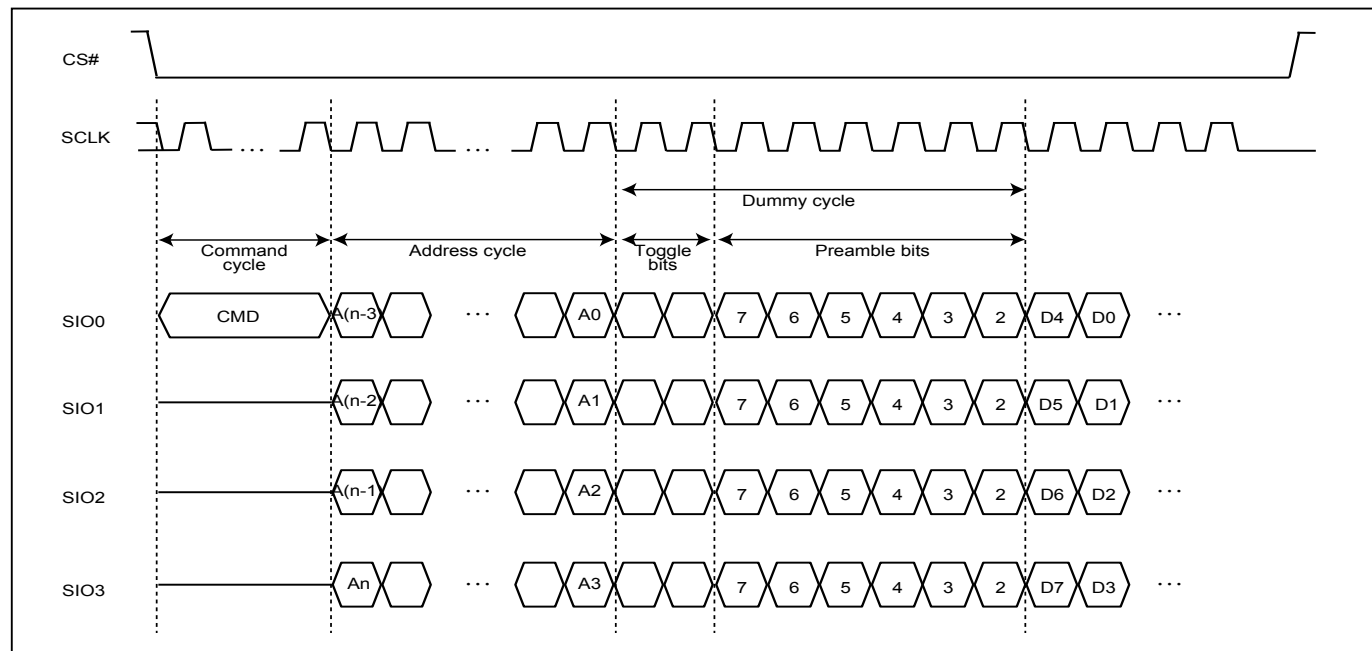 CS#
SCLK ... ...
Dummy cycle
Command cycle Address cycle Toggle bits Preamble bits
SIO0 CMD A(n-3) ... A0 7 6 5 4 3 2 D4 D0 ...
SIO1 A(n-2) ... A1 7 6 5 4 3 2 D5 D1 ...
SIO2 A(n-1) ... A2 7 6 5 4 3 2 D6 D2 ...
SIO3 An ... A3 7 6 5 4 3 2 D7 D3 ...